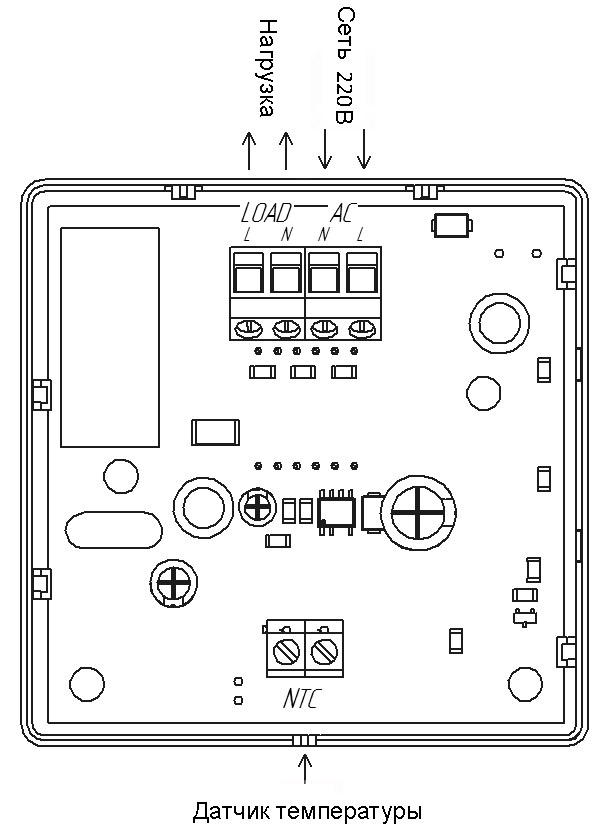 Нагрузка
Сеть 220В
LOAD AC
L N N L
NTC
Датчик температуры